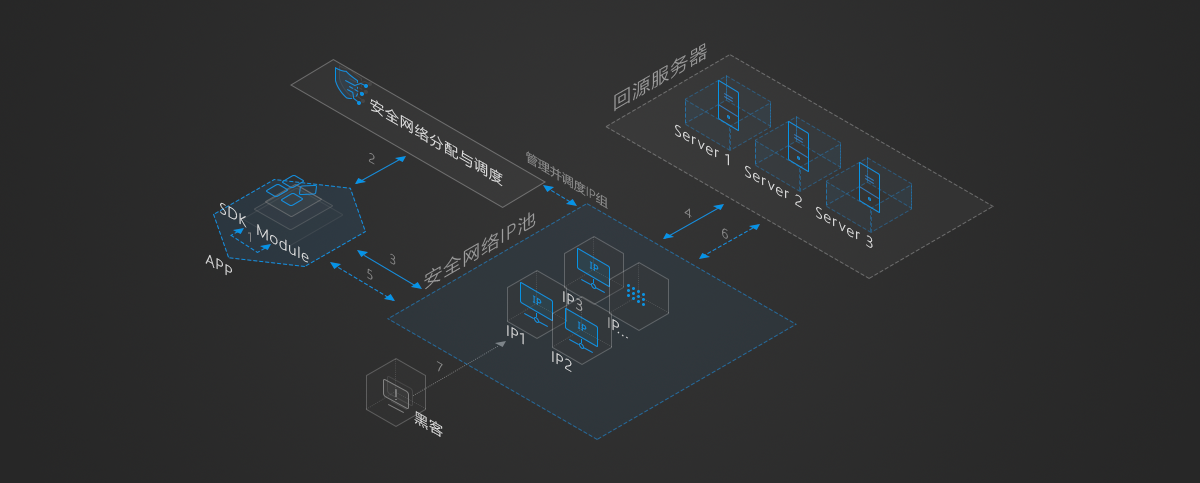 回源服务器
Server 1
Server 2
Server 3
安全网络分配与调度
管理并调度IP组
2
SDK Module
1
APP
3
5
4
6
安全网络IP池
IP
IP3
IP
IP1
IP
IP2
IP...
7
黑客